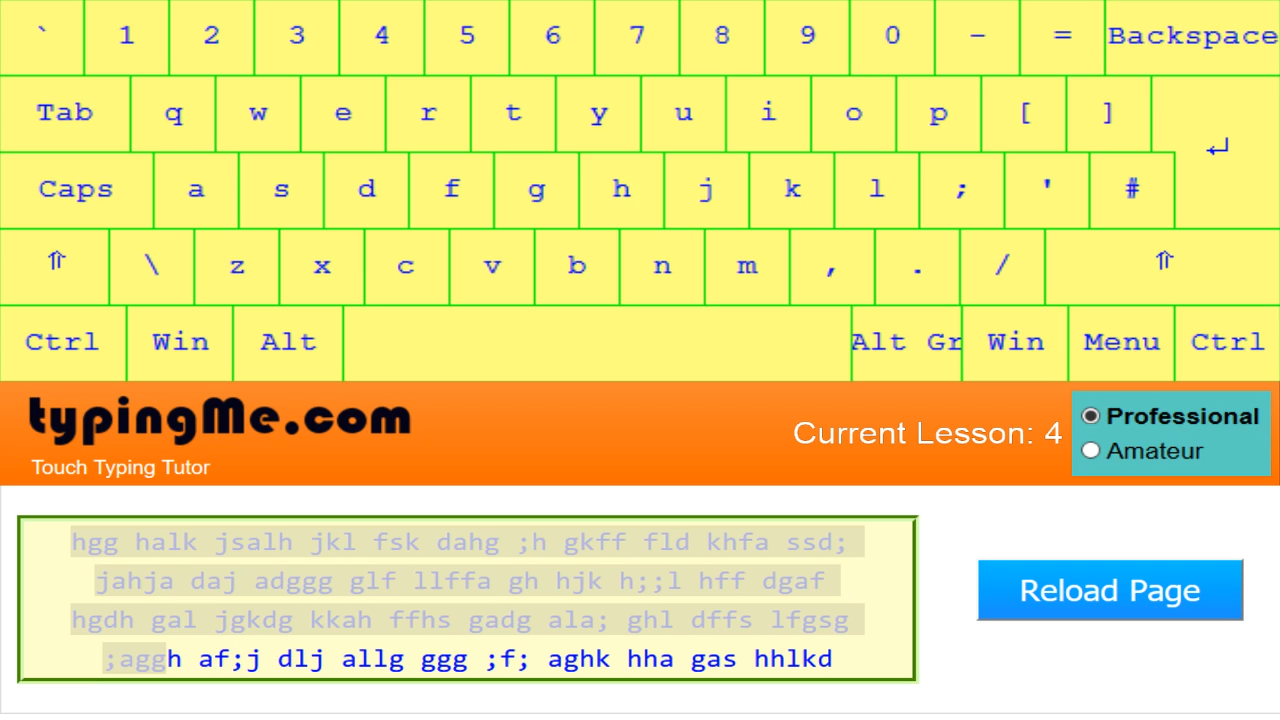 ` 1 2 3 4 5 6 7 8 9 0 - = Backspace
Tab q w e r t y u i o p [ ] ↵
Caps a s d f g h j k l ; ' #
⇑ \ z x c v b n m , . / ⇑
Ctrl Win Alt Alt Gr Win Menu Ctrl
typingMe.com
Touch Typing Tutor
Current Lesson: 4
Professional
Amateur
hgg halk jsalh jkl fsk dahg ;h gkff fld khfa ssd;
jahja daj adggg glf llffa gh hjk h;;l hff dgaf
hgdh gal jgkdg kkah ffhs gadg ala; ghl dffs lfgsg
;aggh af;j dlj allg ggg ;f; aghk hha gas hhlkd
Reload Page